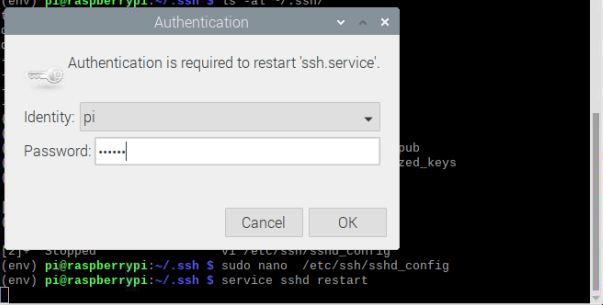 (env) pi@raspberrypi:~/.ssh $ ls -al ~/.ssh/
Authentication
Authentication is required to restart 'ssh.service'.
Identity: pi
Password: ••••••
pub
zed_keys
Cancel OK
[2]+ Stopped vi /etc/ssh/sshd_config
(env) pi@raspberrypi:~/.ssh $ sudo nano /etc/ssh/sshd_config
(env) pi@raspberrypi:~/.ssh $ service sshd restart